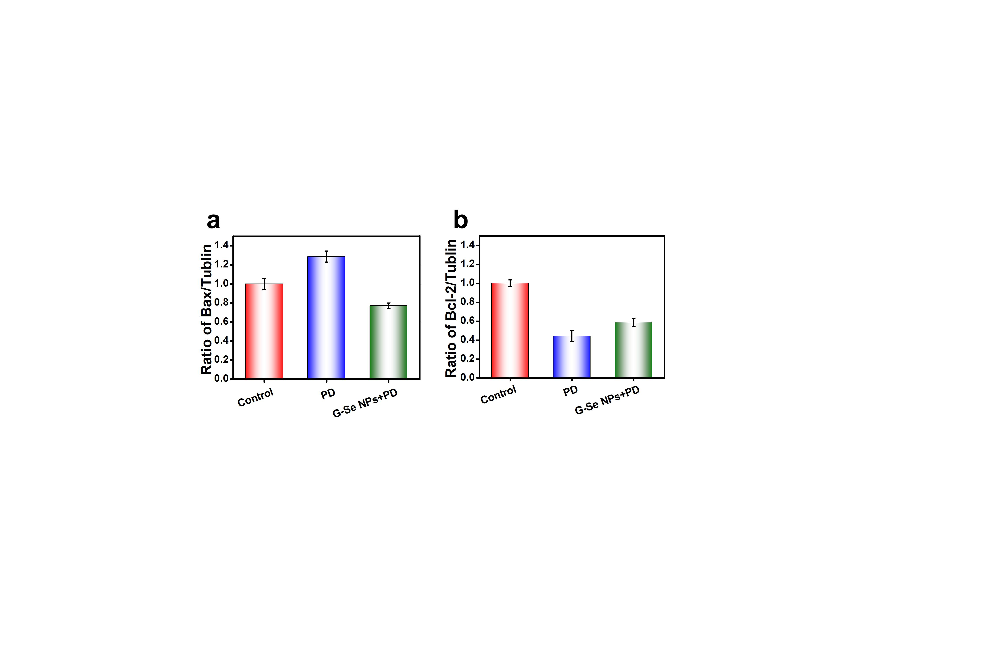 a
Ratio of Bax/Tublin
1.4
1.2
1.0
0.8
0.6
0.4
0.2
0.0
Control
PD
G-Se NPs+PD
b
Ratio of Bcl-2/Tublin
1.4
1.2
1.0
0.8
0.6
0.4
0.2
0.0
Control
PD
G-Se NPs+PD